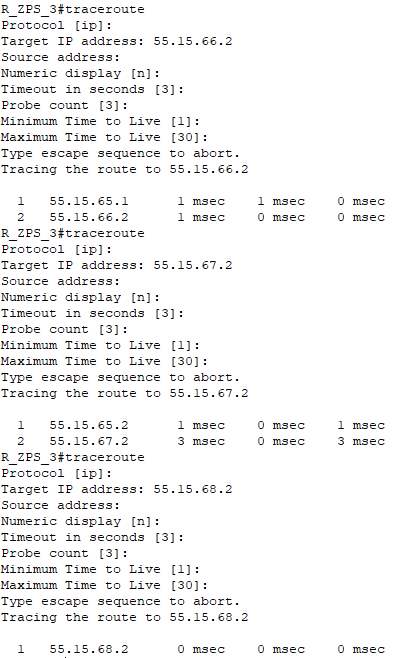 R_ZPS_3#traceroute
Protocol [ip]:
Target IP address: 55.15.66.2
Source address:
Numeric display [n]:
Timeout in seconds [3]:
Probe count [3]:
Minimum Time to Live [1]:
Maximum Time to Live [30]:
Type escape sequence to abort.
Tracing the route to 55.15.66.2
1 55.15.65.1 1 msec 1 msec 0 msec
2 55.15.66.2 1 msec 0 msec 0 msec
R_ZPS_3#traceroute
Protocol [ip]:
Target IP address: 55.15.67.2
Source address:
Numeric display [n]:
Timeout in seconds [3]:
Probe count [3]:
Minimum Time to Live [1]:
Maximum Time to Live [30]:
Type escape sequence to abort.
Tracing the route to 55.15.67.2
1 55.15.65.2 1 msec 0 msec 1 msec
2 55.15.67.2 3 msec 0 msec 3 msec
R_ZPS_3#traceroute
Protocol [ip]:
Target IP address: 55.15.68.2
Source address:
Numeric display [n]:
Timeout in seconds [3]:
Probe count [3]:
Minimum Time to Live [1]:
Maximum Time to Live [30]:
Type escape sequence to abort.
Tracing the route to 55.15.68.2
1 55.15.68.2 0 msec 0 msec 0 msec